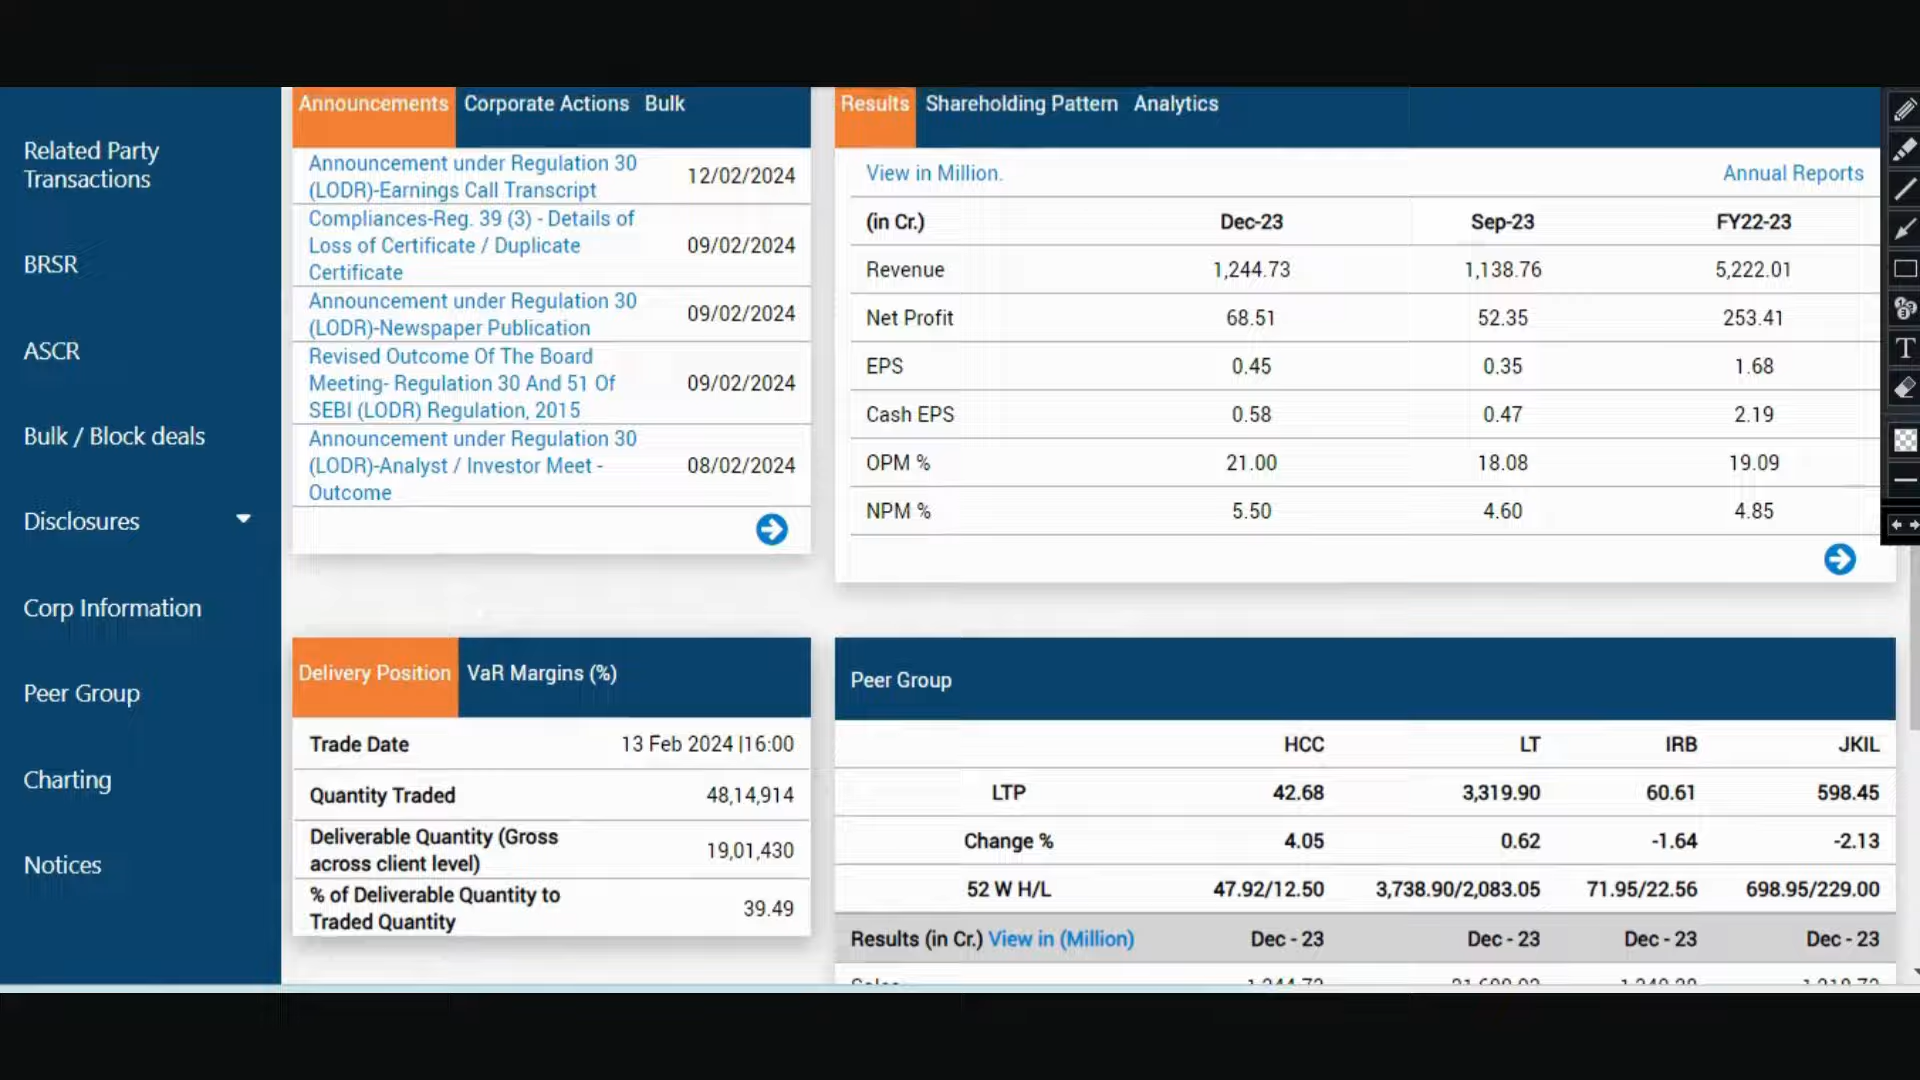 Related Party
Transactions
BRSR
ASCR
Bulk / Block deals
Disclosures
Corp Information
Peer Group
Charting
Notices
Announcements Corporate Actions Bulk
Announcement under Regulation 30
(LODR)-Earnings Call Transcript
12/02/2024
Compliances-Reg. 39 (3) - Details of
Loss of Certificate / Duplicate
Certificate
09/02/2024
Announcement under Regulation 30
(LODR)-Newspaper Publication
09/02/2024
Revised Outcome Of The Board
Meeting- Regulation 30 And 51 Of
SEBI (LODR) Regulation, 2015
09/02/2024
Announcement under Regulation 30
(LODR)-Analyst / Investor Meet -
Outcome
08/02/2024
Results Shareholding Pattern Analytics
View in Million. Annual Reports
(in Cr.) Dec-23 Sep-23 FY22-23
Revenue 1,244.73 1,138.76 5,222.01
Net Profit 68.51 52.35 253.41
EPS 0.45 0.35 1.68
Cash EPS 0.58 0.47 2.19
OPM % 21.00 18.08 19.09
NPM % 5.50 4.60 4.85
Delivery Position VaR Margins (%)
Trade Date 13 Feb 2024 |16:00
Quantity Traded 48,14,914
Deliverable Quantity (Gross
across client level)
19,01,430
% of Deliverable Quantity to
Traded Quantity
39.49
Peer Group
HCC LT IRB JKIL
LTP 42.68 3,319.90 60.61 598.45
Change % 4.05 0.62 -1.64 -2.13
52 W H/L 47.92/12.50 3,738.90/2,083.05 71.95/22.56 698.95/229.00
Results (in Cr.) View in (Million) Dec - 23 Dec - 23 Dec - 23 Dec - 23
T